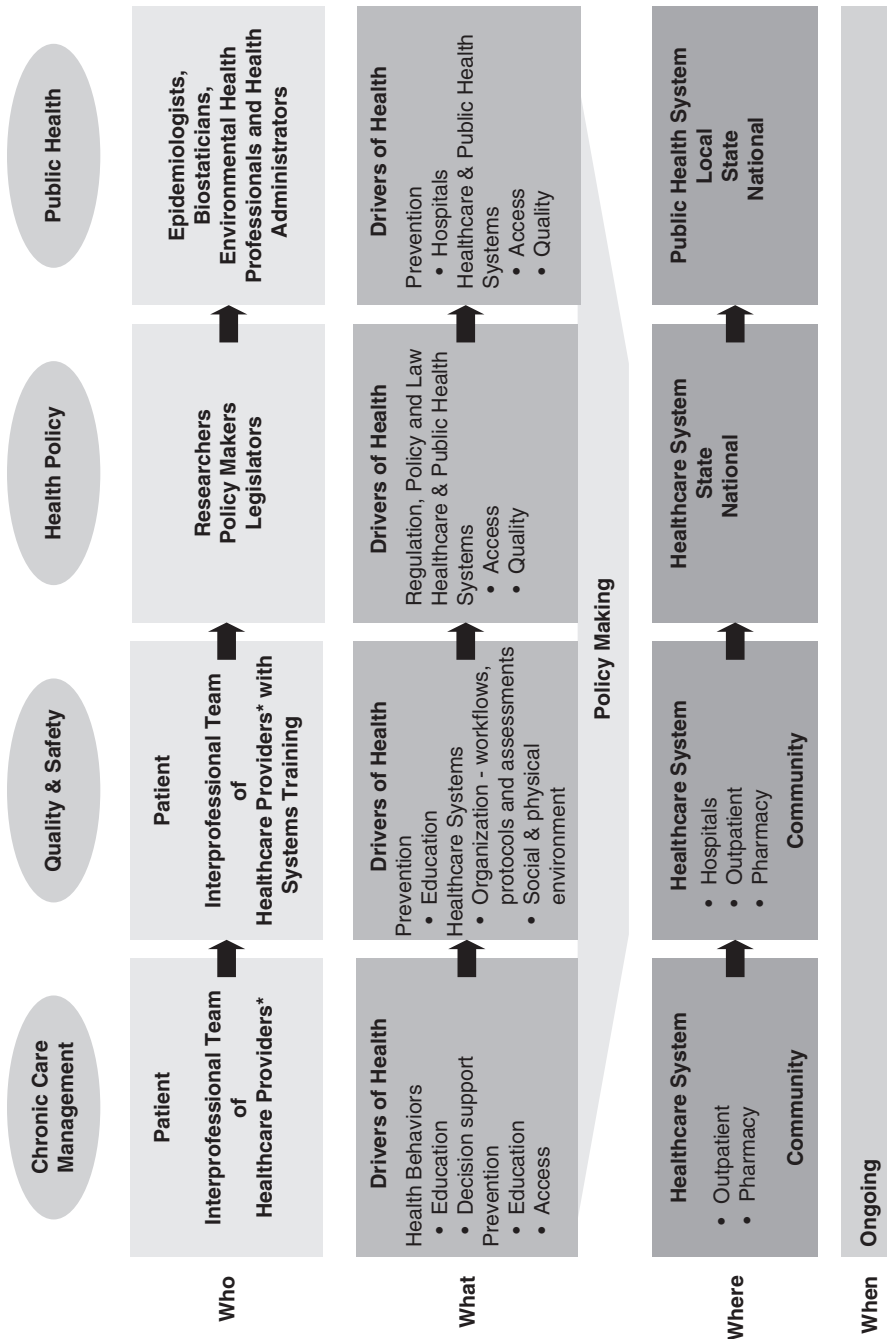 Chronic Care
Management
Quality & Safety
Health Policy
Public Health
Who
Patient
Interprofessional Team
of
Healthcare Providers*
Patient
Interprofessional Team
of
Healthcare Providers* with
Systems Training
Researchers
Policy Makers
Legislators
Epidemiologists,
Biostaticians,
Environmental Health
Professionals and Health
Administrators
What
Drivers of Health
Health Behaviors
• Education
• Decision support
Prevention
• Education
• Access
Drivers of Health
Prevention
• Education
Healthcare Systems
• Organization - workflows,
protocols and assessments
• Social & physical
environment
Drivers of Health
Regulation, Policy and Law
Healthcare & Public Health
Systems
• Access
• Quality
Drivers of Health
Prevention
• Hospitals
Healthcare & Public Health
Systems
• Access
• Quality
Policy Making
Where
Healthcare System
• Outpatient
• Pharmacy
Community
Healthcare System
• Hospitals
• Outpatient
• Pharmacy
Community
Healthcare System
State
National
Public Health System
Local
State
National
When
Ongoing